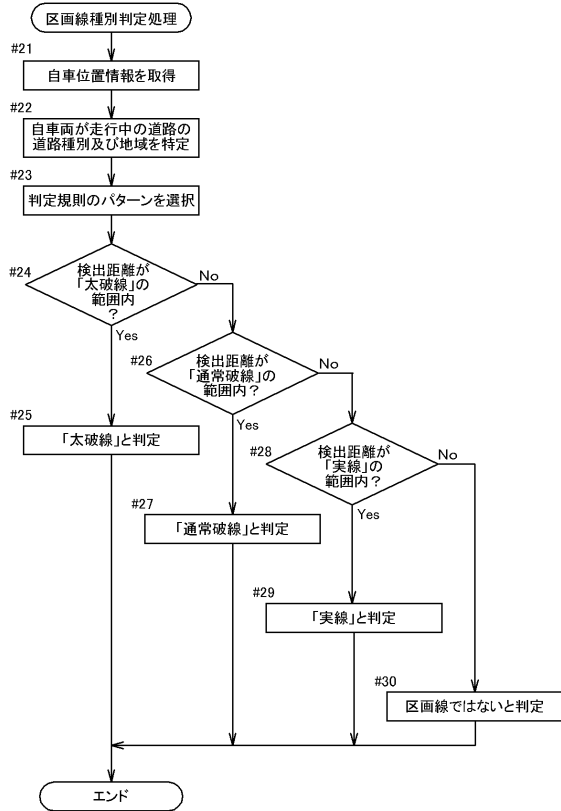 区画線種別判定処理
#21
自車位置情報を取得
#22
自車両が走行中の道路の
道路種別及び地域を特定
#23
判定規則のパターンを選択
#24
検出距離が
「太破線」の
範囲内
?
No
Yes
#26
検出距離が
「通常破線」の
範囲内?
No
Yes
#25
「太破線」と判定
#28
検出距離が
「実線」の
範囲内?
No
Yes
#27
「通常破線」と判定
#29
「実線」と判定
#30
区画線ではないと判定
エンド